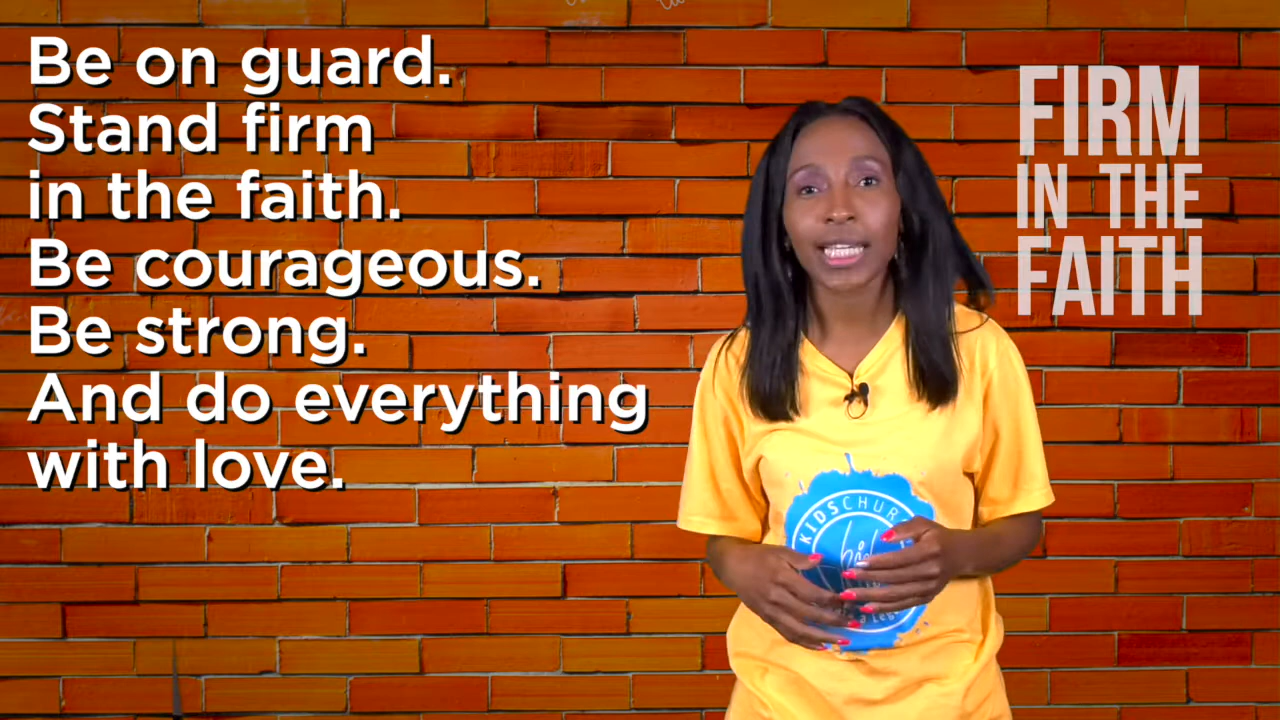 Be on guard.
Stand firm
in the faith.
Be courageous.
Be strong.
And do everything
with love.
FIRM
IN THE
FAITH
KIDSCHUR